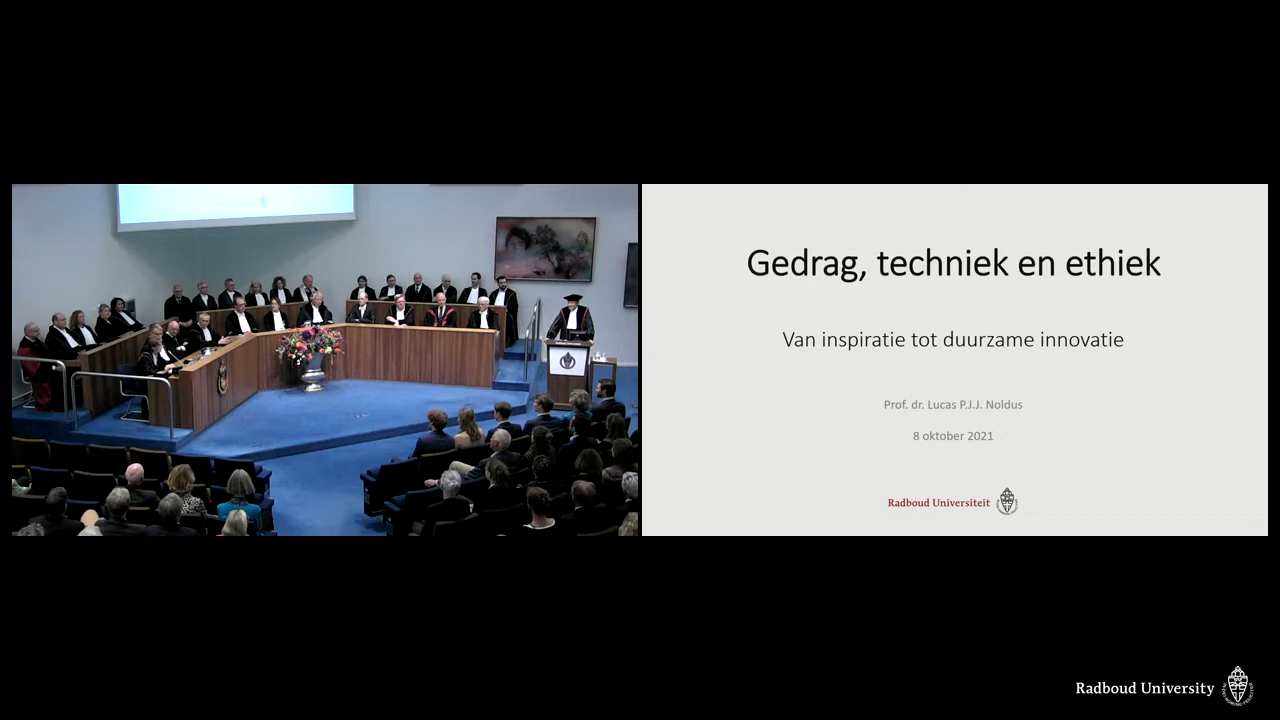 Gedrag, techniek en ethiek
Van inspiratie tot duurzame innovatie
Prof. dr. Lucas P.J.J. Noldus
8 oktober 2021
Radboud Universiteit
Radboud University